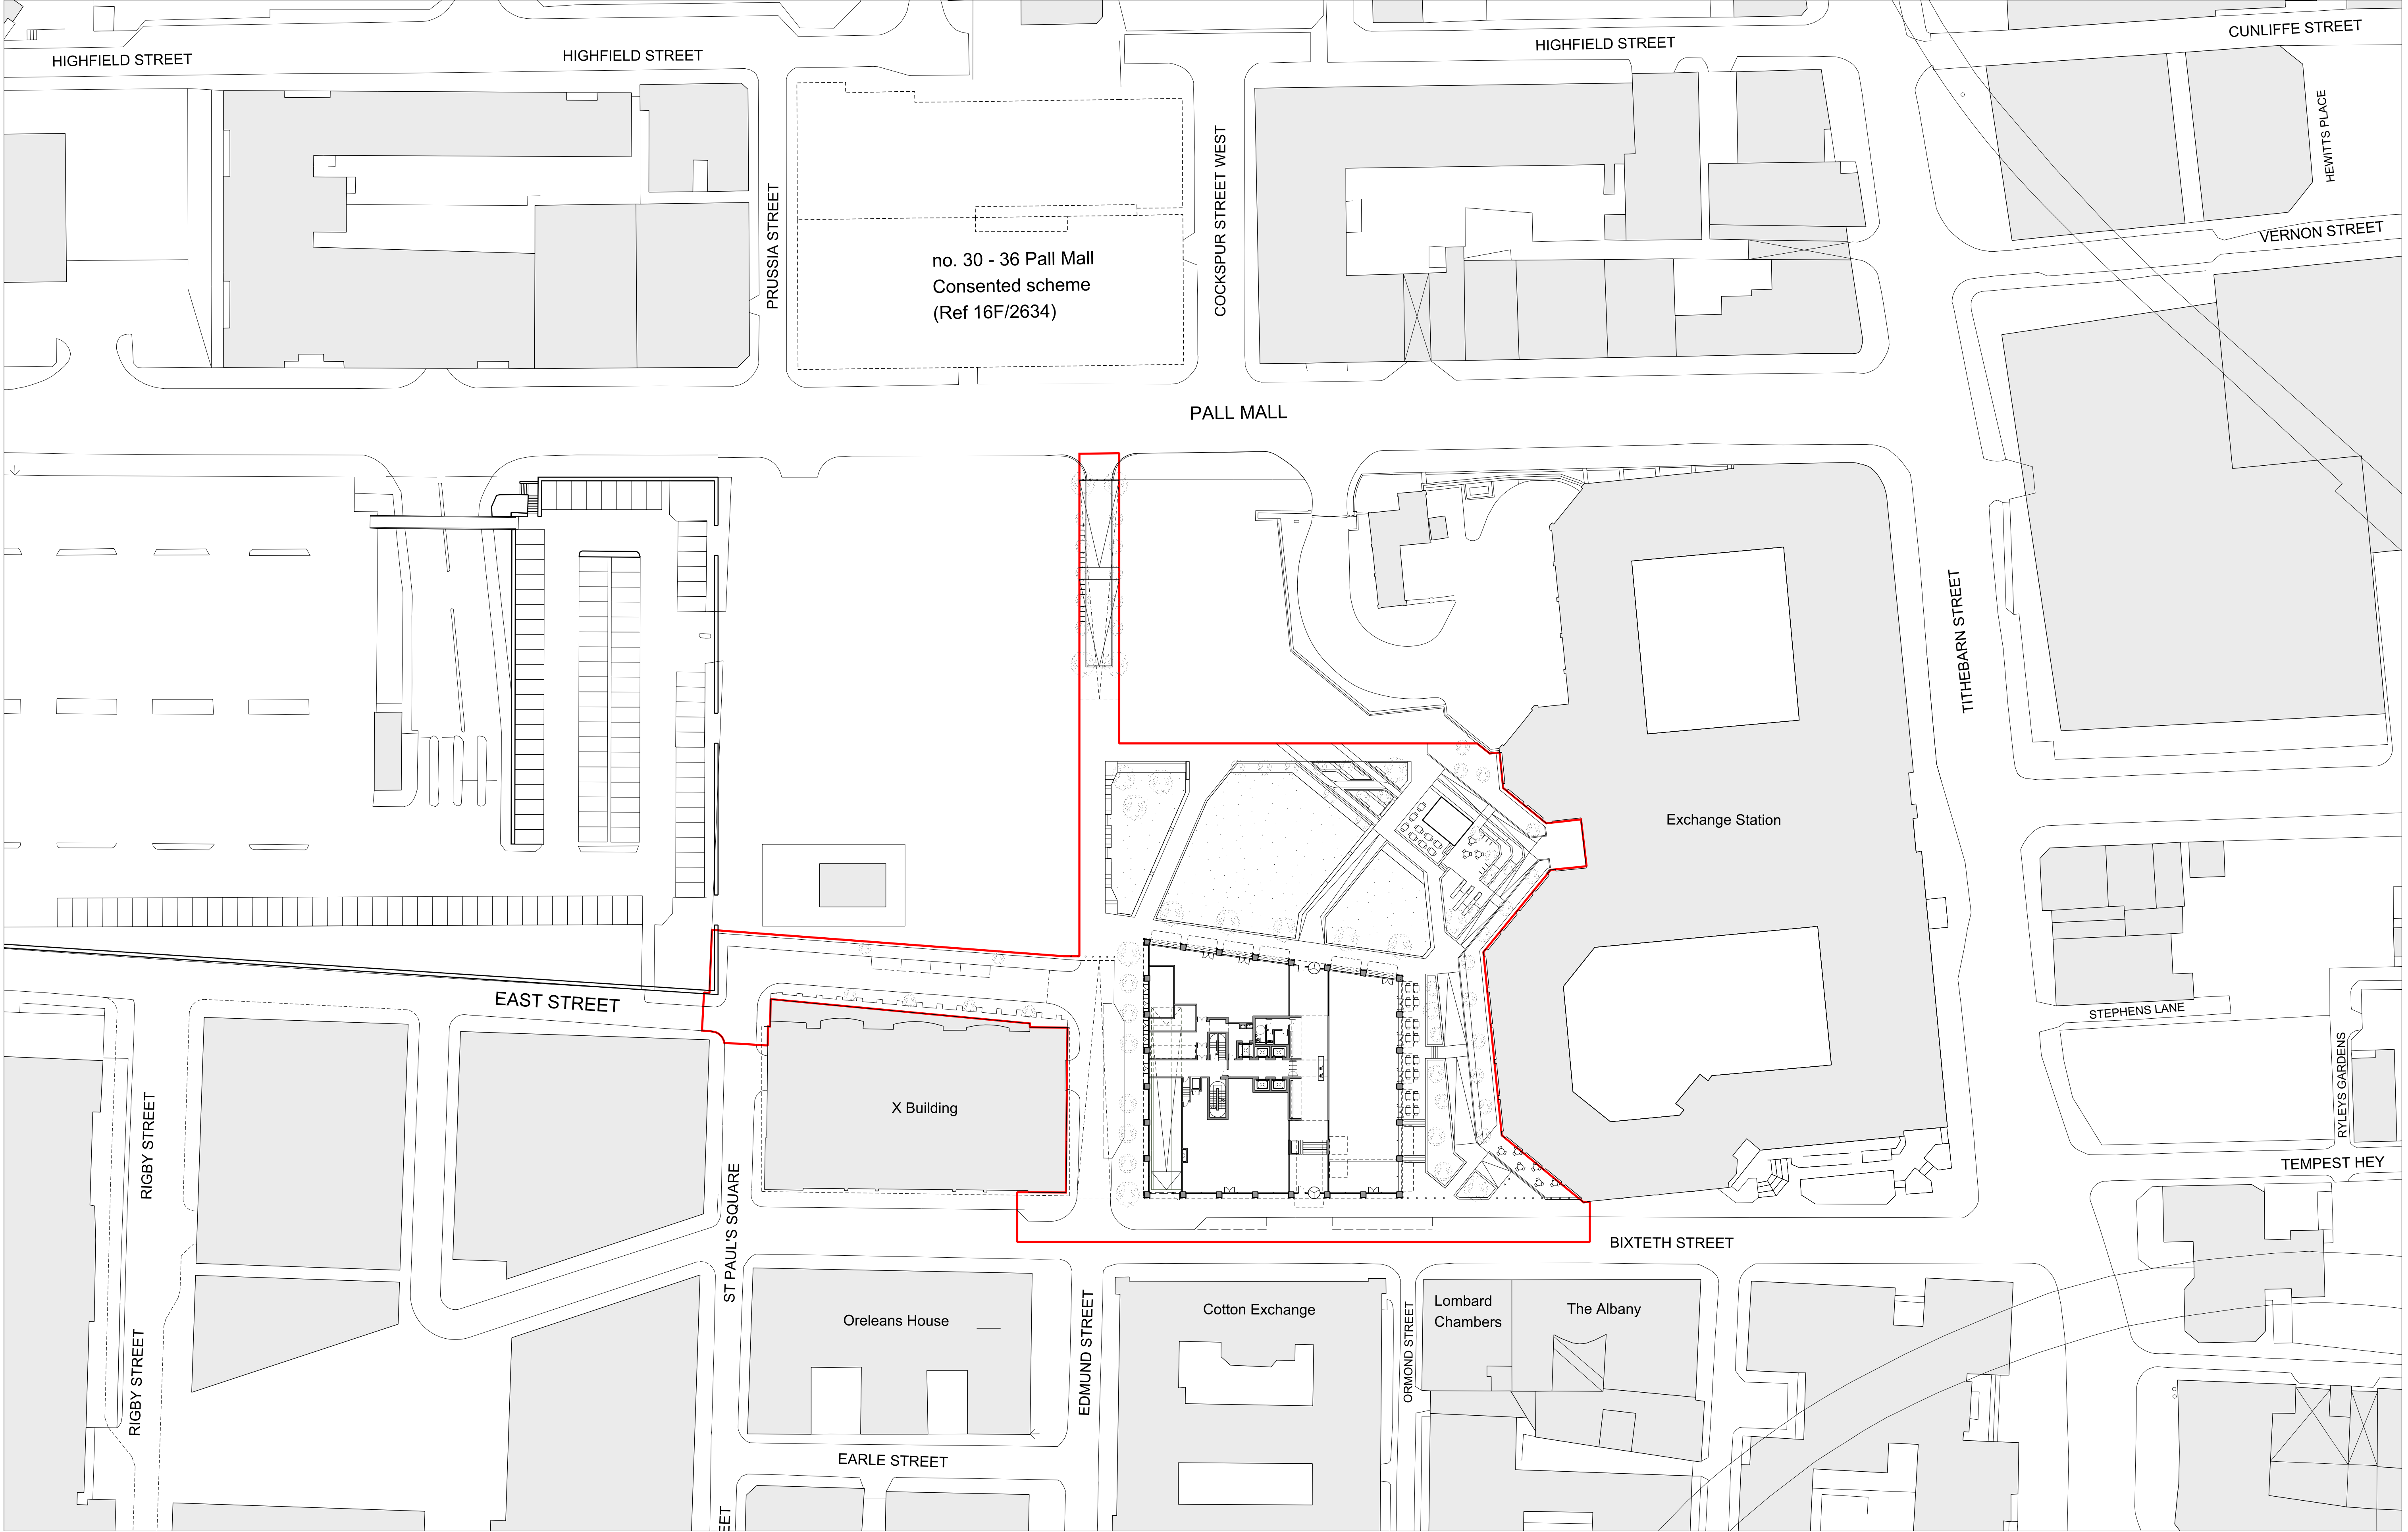 HIGHFIELD STREET
HIGHFIELD STREET
HIGHFIELD STREET
CUNLIFFE STREET
HEWITTS PLACE
PRUSSIA STREET
COCKSPUR STREET WEST
VERNON STREET
no. 30 - 36 Pall Mall
Consented scheme
(Ref 16F/2634)
PALL MALL
TITHEBARN STREET
Exchange Station
EAST STREET
STEPHENS LANE
RYLEYS GARDENS
RIGBY STREET
X Building
ST PAUL'S SQUARE
TEMPEST HEY
BIXTETH STREET
Oreleans House
EDMUND STREET
Cotton Exchange
ORMOND STREET
Lombard
Chambers
The Albany
RIGBY STREET
EARLE STREET
EET